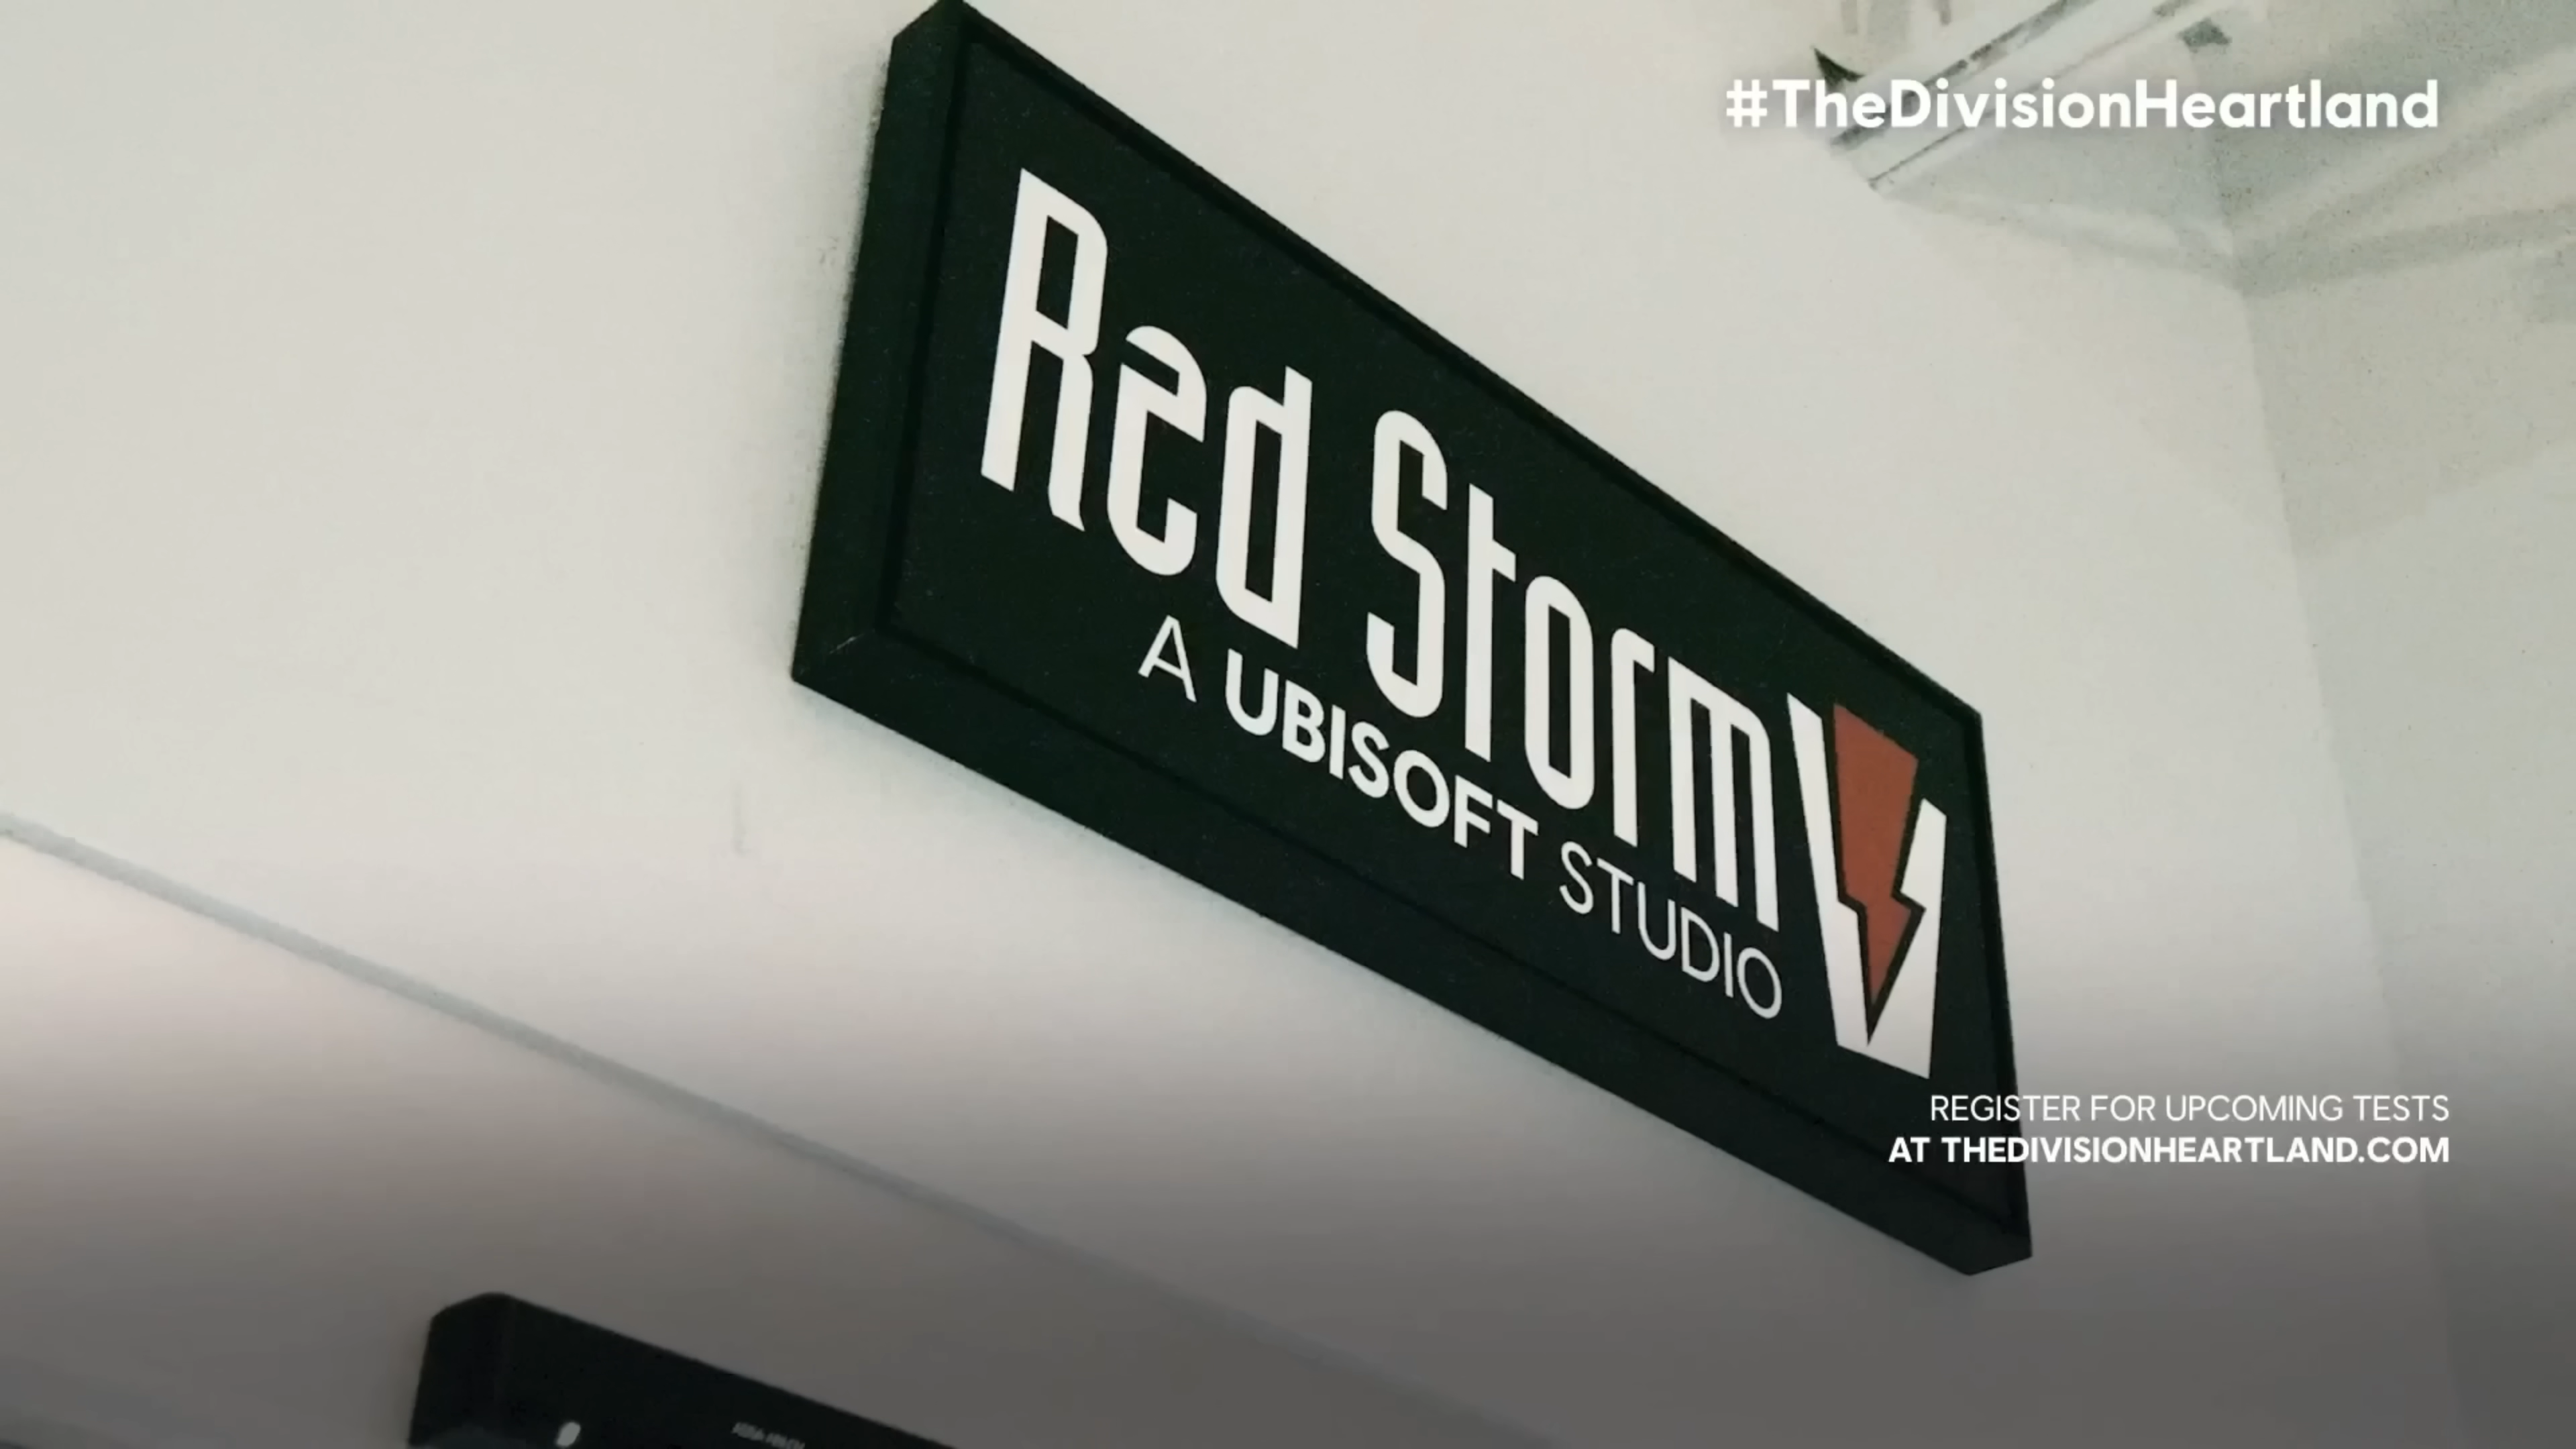 #TheDivisionHeartland
Red Storm
A UBISOFT STUDIO
REGISTER FOR UPCOMING TESTS
AT THEDIVISIONHEARTLAND.COM